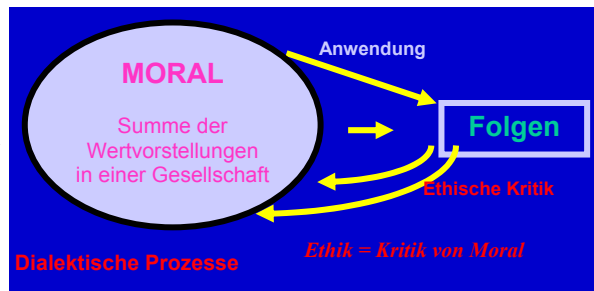 Anwendung
MORAL
Summe der
Wertvorstellungen
in einer Gesellschaft
Folgen
Ethische Kritik
Ethik = Kritik von Moral
Dialektische Prozesse